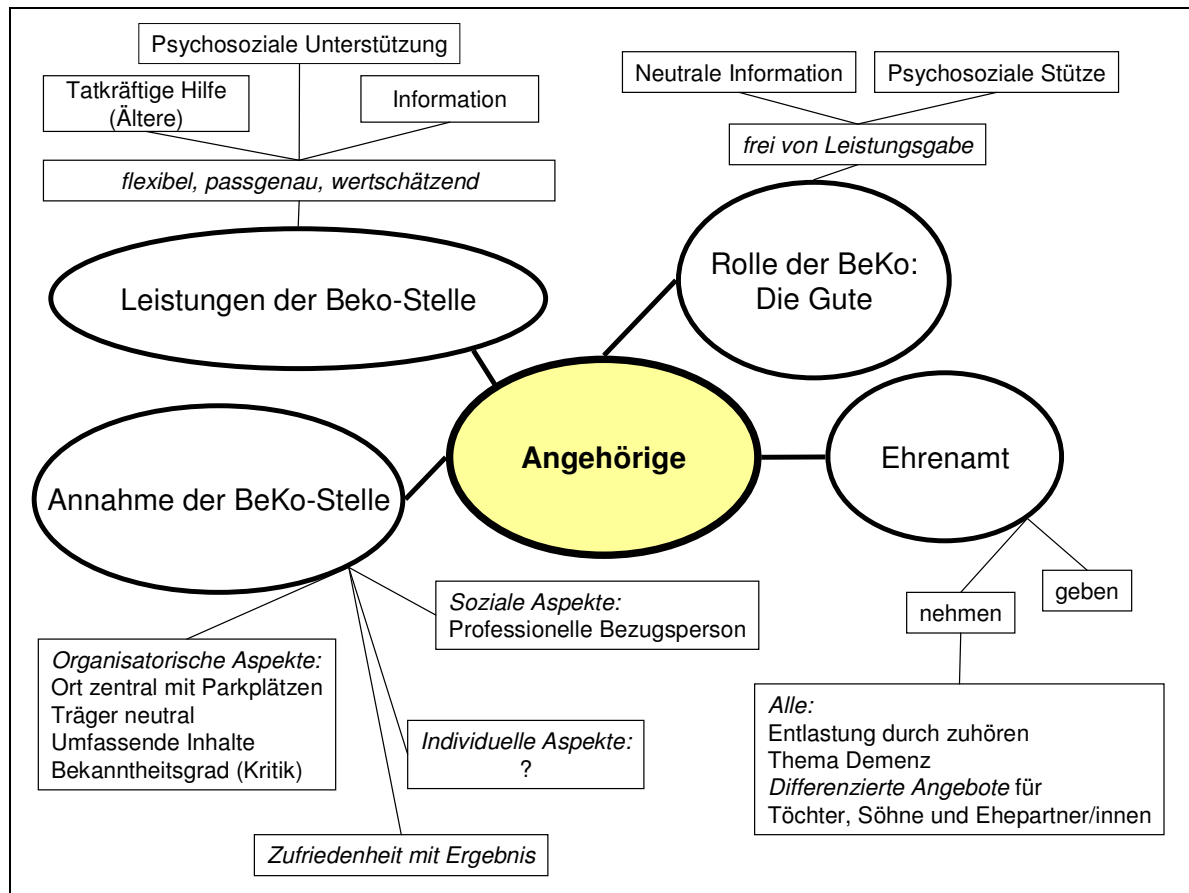 Psychosoziale Unterstützung
Tatkräftige Hilfe
(Ältere)
Information
flexibel, passgenau, wertschätzend
Leistungen der Beko-Stelle
Neutrale Information
Psychosoziale Stütze
frei von Leistungsgabe
Rolle der BeKo:
Die Gute
Angehörige
Ehrenamt
Annahme der BeKo-Stelle
Soziale Aspekte:
Professionelle Bezugsperson
Organisatorische Aspekte:
Ort zentral mit Parkplätzen
Träger neutral
Umfassende Inhalte
Bekanntheitsgrad (Kritik)
Individuelle Aspekte:
?
Zufriedenheit mit Ergebnis
nehmen
geben
Alle:
Entlastung durch zuhören
Thema Demenz
Differenzierte Angebote für
Töchter, Söhne und Ehepartner/innen